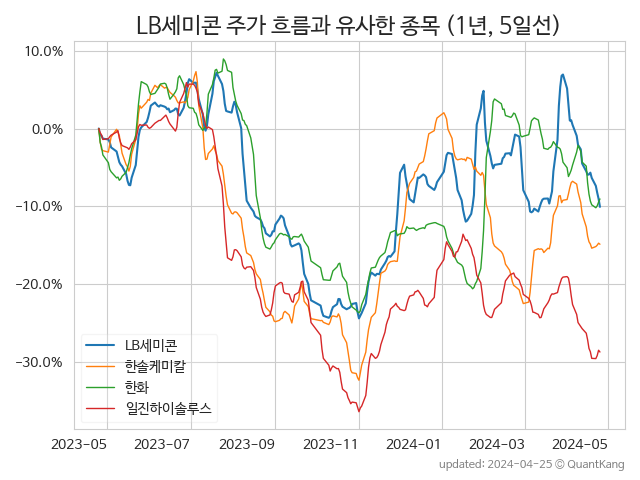 LB세미콘 주가 흐름과 유사한 종목 (1년, 5일선)
10.0%
0.0%
−10.0%
−20.0%
−30.0%
LB세미콘
한솔케미칼
한화
일진하이솔루스
2023-05 2023-07 2023-09 2023-11 2024-01 2024-03 2024-05
updated: 2024-04-25 © QuantKang